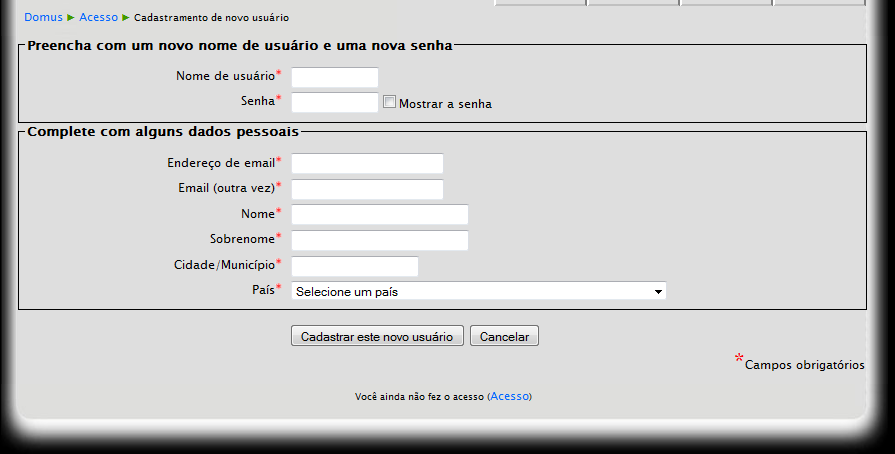 Domus ► Acesso ► Cadastramento de novo usuário
Preencha com um novo nome de usuário e uma nova senha
Nome de usuário*
Senha* Mostrar a senha
Complete com alguns dados pessoais
Endereço de email*
Email (outra vez)*
Nome*
Sobrenome*
Cidade/Município*
País* Selecione um país
Cadastrar este novo usuário Cancelar
*Campos obrigatórios
Você ainda não fez o acesso (Acesso)